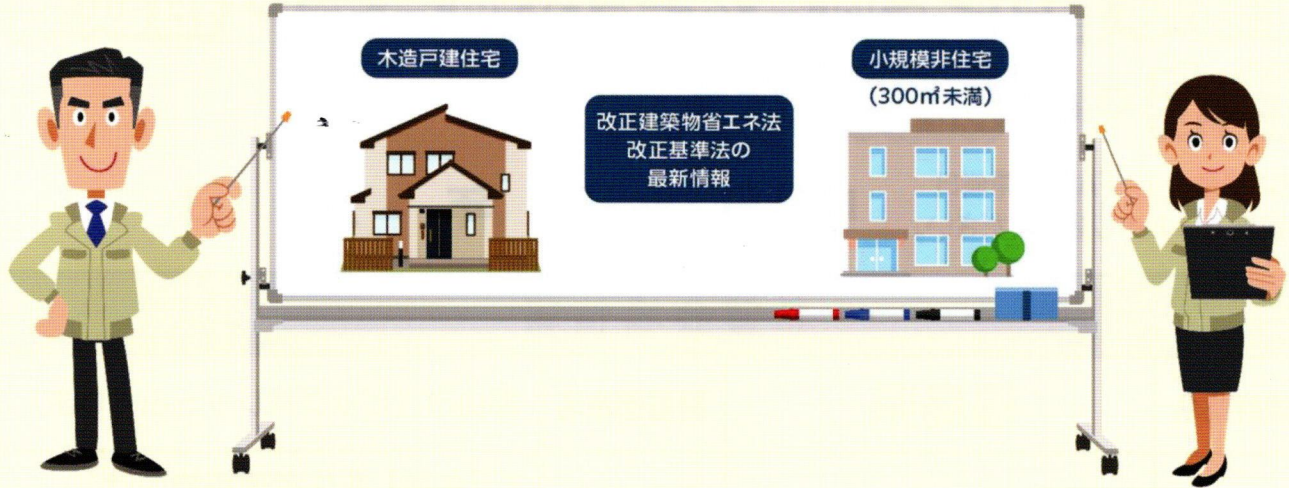 木造戸建住宅
改正建築物省エネ法
改正基準法の
最新情報
小規模非住宅
(300㎡未満)